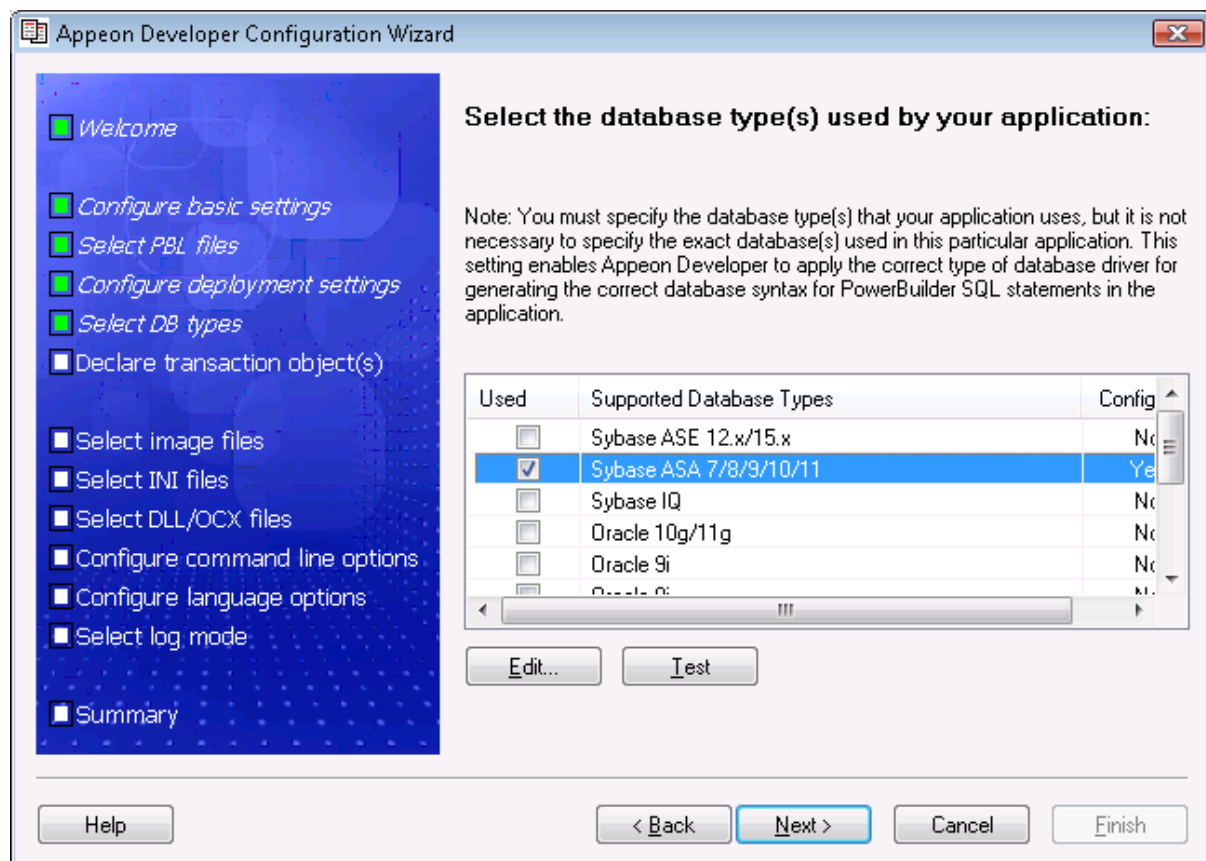 Appeon Developer Configuration Wizard
Welcome
Configure basic settings
Select PBL files
Configure deployment settings
Select DB types
Declare transaction object(s)
Select image files
Select INI files
Select DLL/OCX files
Configure command line options
Configure language options
Select log mode
Summary
Select the database type(s) used by your application:
Note: You must specify the database type(s) that your application uses, but it is not
necessary to specify the exact database(s) used in this particular application. This
setting enables Appeon Developer to apply the correct type of database driver for
generating the correct database syntax for PowerBuilder SQL statements in the
application.
Used Supported Database Types Config
Sybase ASE 12.x/15.x
Sybase ASA 7/8/9/10/11 Ye
Sybase IQ
Oracle 10g/11g
Oracle 9i
Edit... Test
Help < Back Next > Cancel Finish